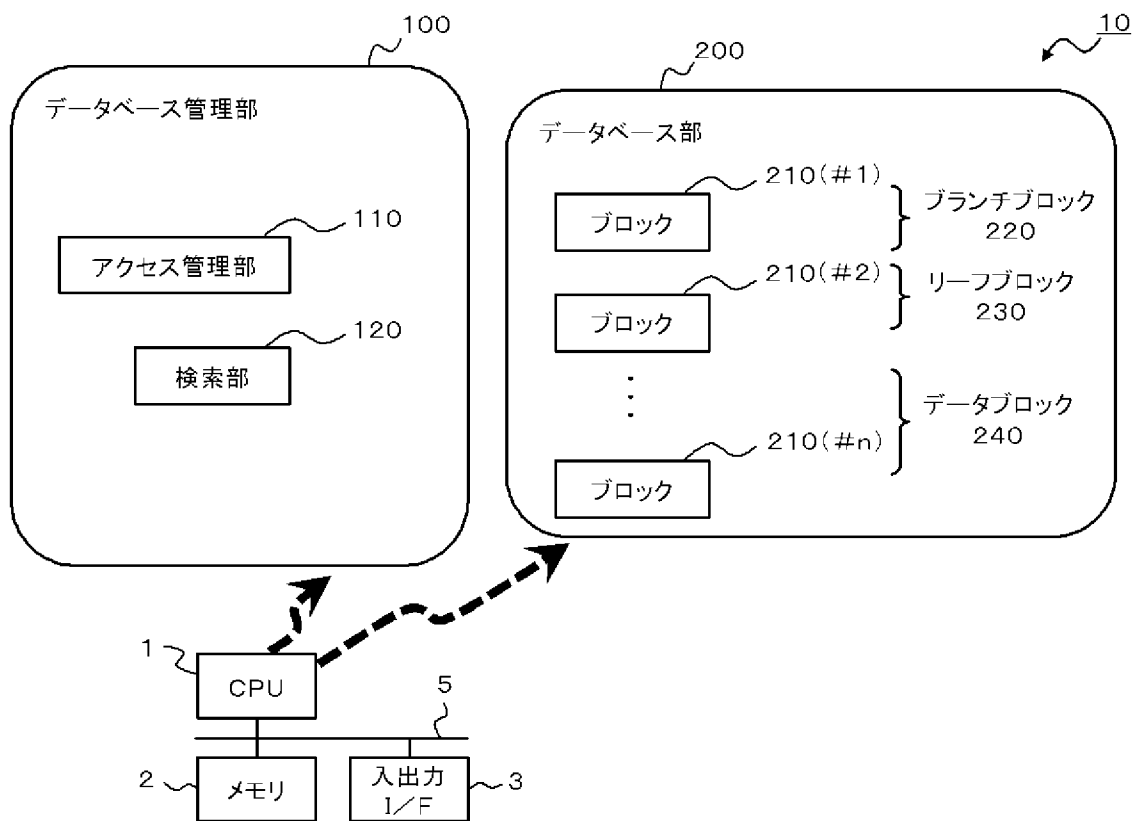 10
100
データベース管理部
110
アクセス管理部
120
検索部
200
データベース部
210(#1)
ブロック
ブランチブロック
220
210(#2)
ブロック
リーフブロック
230
210(#n)
ブロック
データブロック
240
1
CPU
5
2
メモリ
入出力
I/F
3